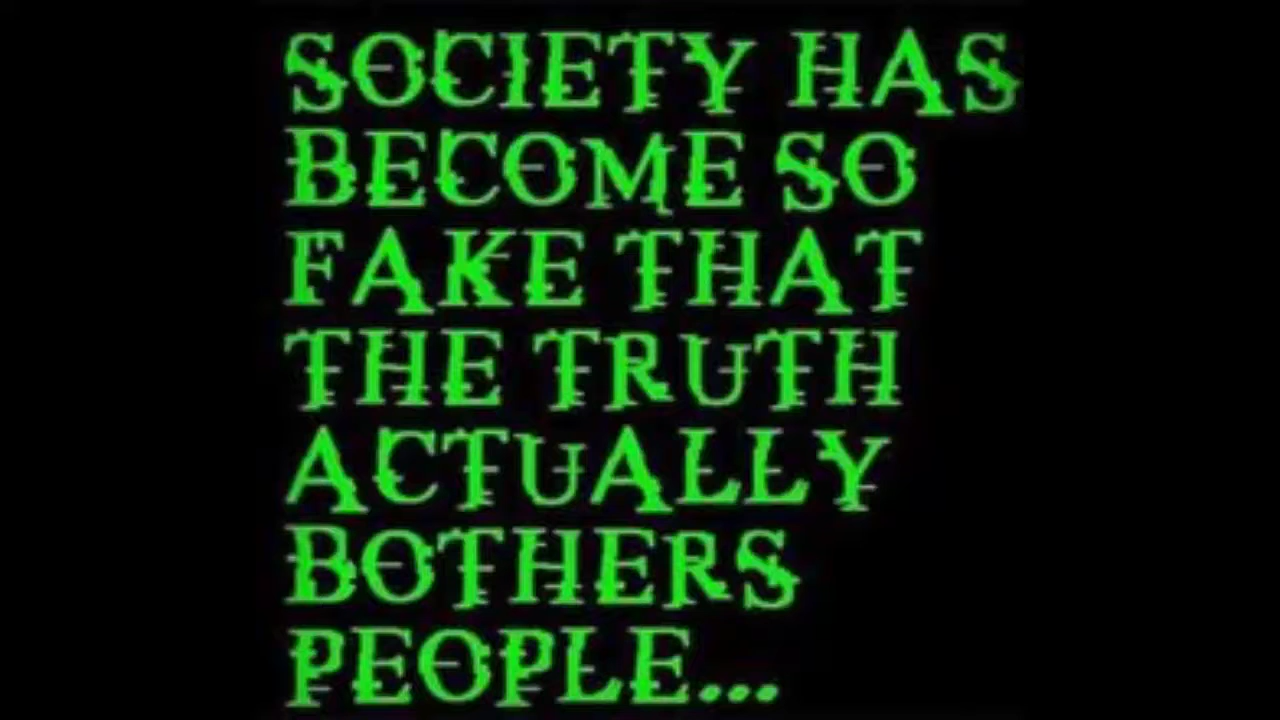 SOCIETY HAS
BECOME SO
FAKE THAT
THE TRUTH
ACTUALLY
BOTHERS
PEOPLE...